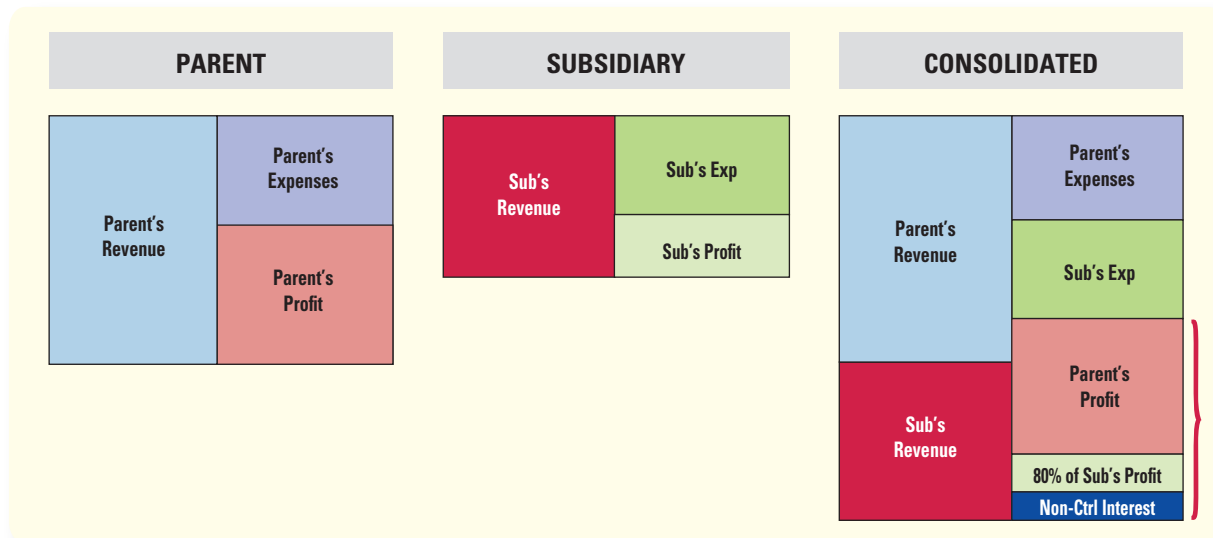 PARENT
SUBSIDIARY
CONSOLIDATED
Parent's
Revenue
Parent's
Expenses
Parent's
Profit
Sub's
Revenue
Sub's Exp
Sub's Profit
Parent's
Revenue
Sub's
Revenue
Parent's
Expenses
Sub's Exp
Parent's
Profit
80% of Sub's Profit
Non-Ctrl Interest